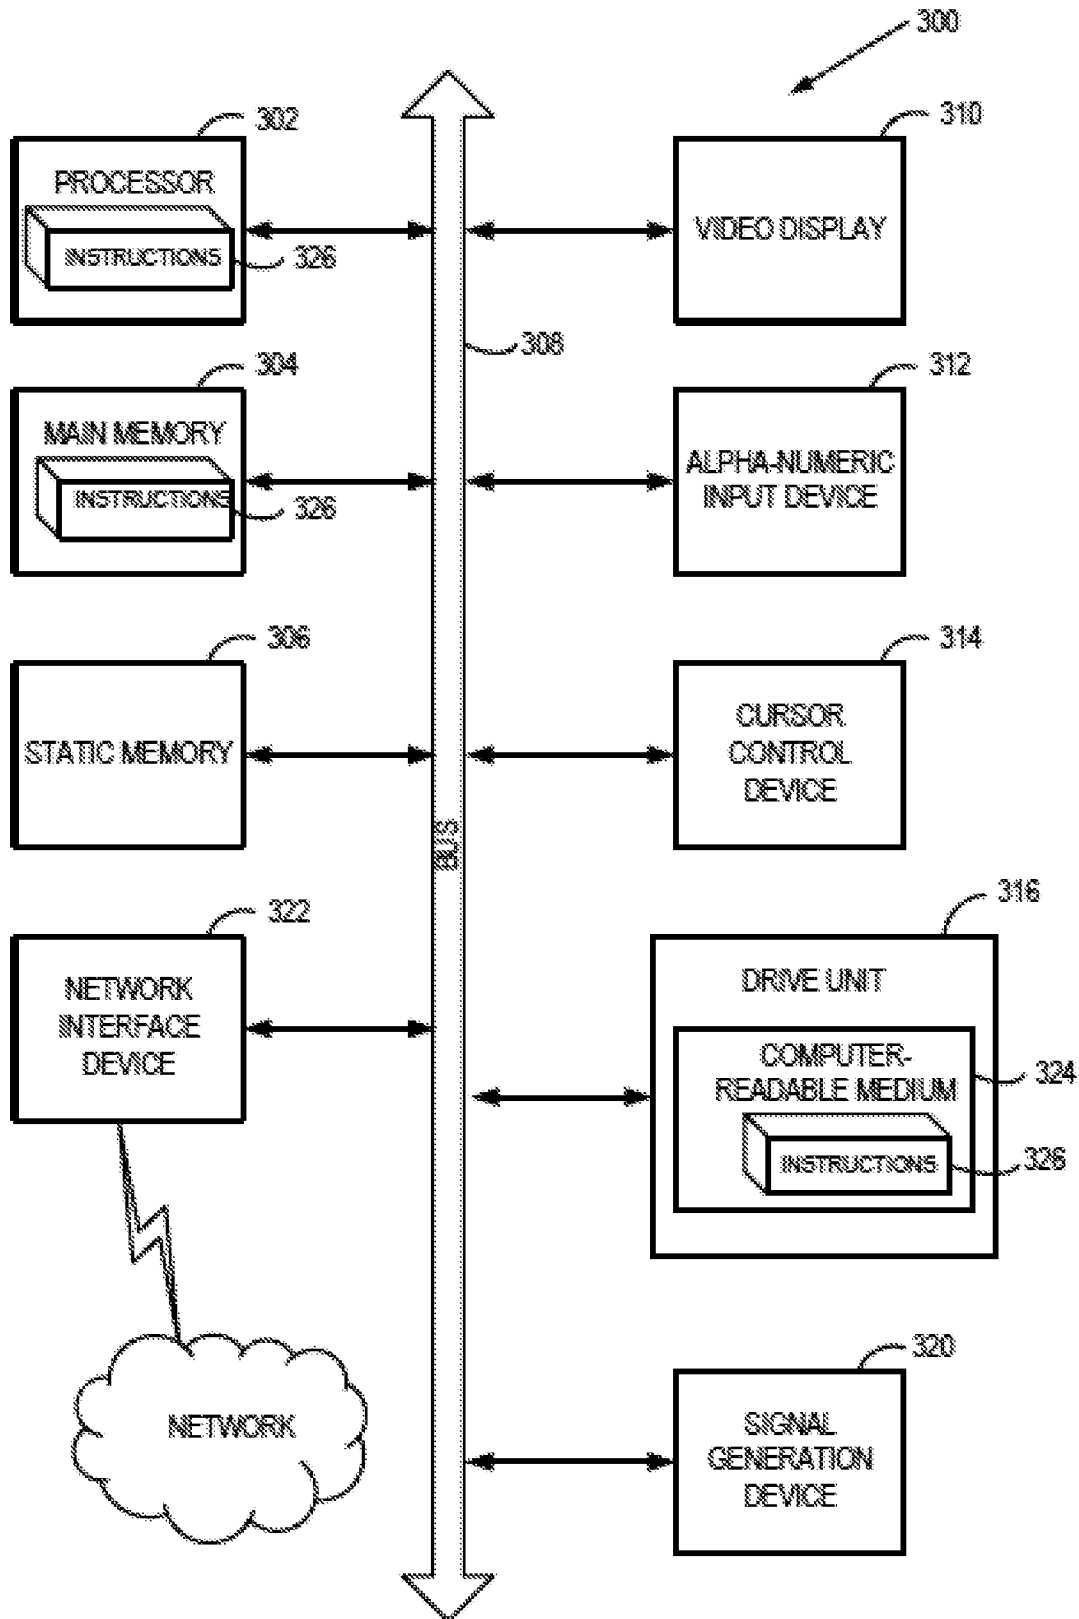 300
302
PROCESSOR
INSTRUCTIONS
326
310
VIDEO DISPLAY
308
304
MAIN MEMORY
INSTRUCTIONS
326
312
ALPHA-NUMERIC
INPUT DEVICE
306
STATIC MEMORY
314
CURSOR
CONTROL
DEVICE
BUS
322
NETWORK
INTERFACE
DEVICE
316
DRIVE UNIT
COMPUTER-
READABLE MEDIUM
324
INSTRUCTIONS
326
NETWORK
320
SIGNAL
GENERATION
DEVICE